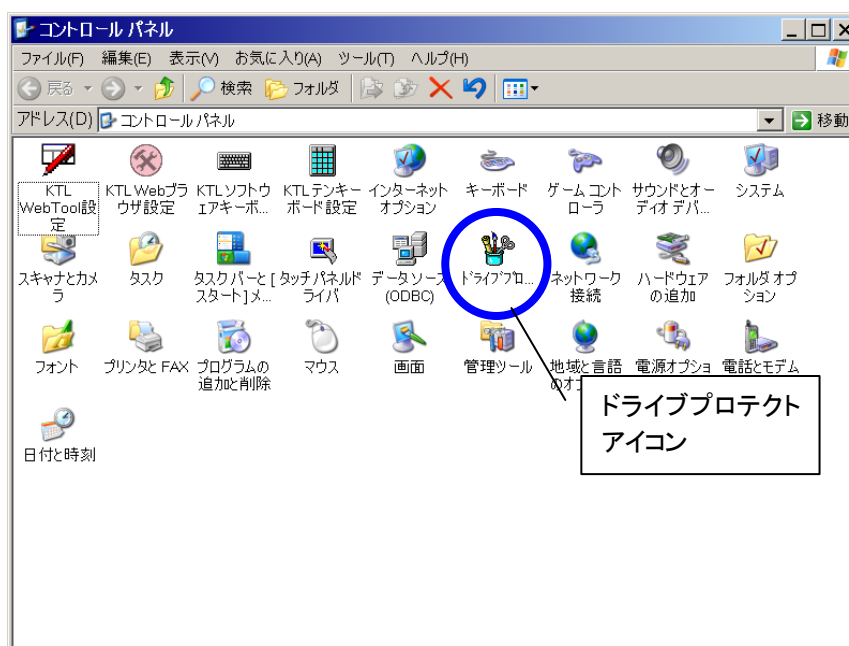 コントロール パネル
ファイル(F) 編集(E) 表示(V) お気に入り(A) ツール(T) ヘルプ(H)
戻る 検索 フォルダ
アドレス(D) コントロール パネル 移動
KTL
WebTool設
定
KTL Webブラ
ウザ設定
KTL ソフトウ
ェアキーボ...
KTL テンキー
ボード設定
インターネット
オプション
キーボード
ゲーム コント
ローラ
サウンドとオー
ディオ デバ...
システム
スキャナとカメ
ラ
タスク
タスク バーと [
スタート] メ...
タッチ パネルド
ライバ
データ ソース
(ODBC)
ドライブプロ...
ネットワーク
接続
ハードウェア
の追加
フォルダ オプ
ション
フォント
プリンタと FAX
プログラムの
追加と削除
マウス
画面
管理ツール
地域と言語
のオ
電源オプショ
電話とモデム
ドライブプロテクト
アイコン
日付と時刻